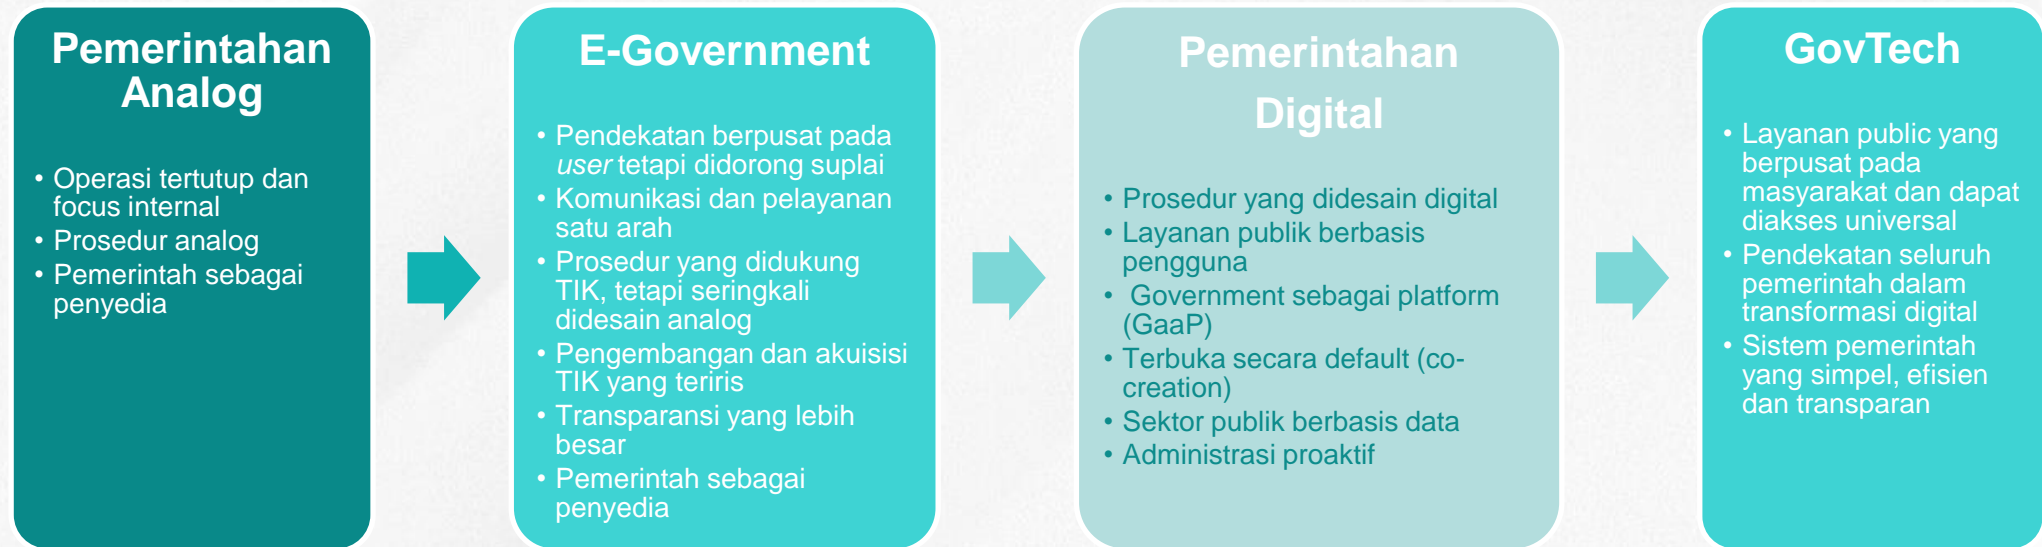 Pemerintahan
Analog
• Operasi tertutup dan
focus internal
• Prosedur analog
• Pemerintah sebagai
penyedia
E-Government
• Pendekatan berpusat pada
user tetapi didorong suplai
• Komunikasi dan pelayanan
satu arah
• Prosedur yang didukung
TIK, tetapi seringkali
didesain analog
• Pengembangan dan akuisisi
TIK yang teriris
• Transparansi yang lebih
besar
• Pemerintah sebagai
penyedia
Pemerintahan
Digital
• Prosedur yang didesain digital
• Layanan publik berbasis
pengguna
• Government sebagai platform
(GaaP)
• Terbuka secara default (co-
creation)
• Sektor publik berbasis data
• Administrasi proaktif
GovTech
• Layanan public yang
berpusat pada
masyarakat dan dapat
diakses universal
• Pendekatan seluruh
pemerintah dalam
transformasi digital
• Sistem pemerintah
yang simpel, efisien
dan transparan